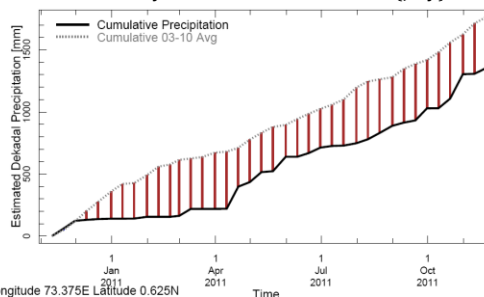 Cumulative Precipitation
Cumulative 03-10 Avg
Estimated Dekadal Precipitation [mm]
1500
1000
500
0
1 1 1 1
Jan Apr Jul Oct
2011 2011 2011 2011
Time
ongitude 73.375E Latitude 0.625N